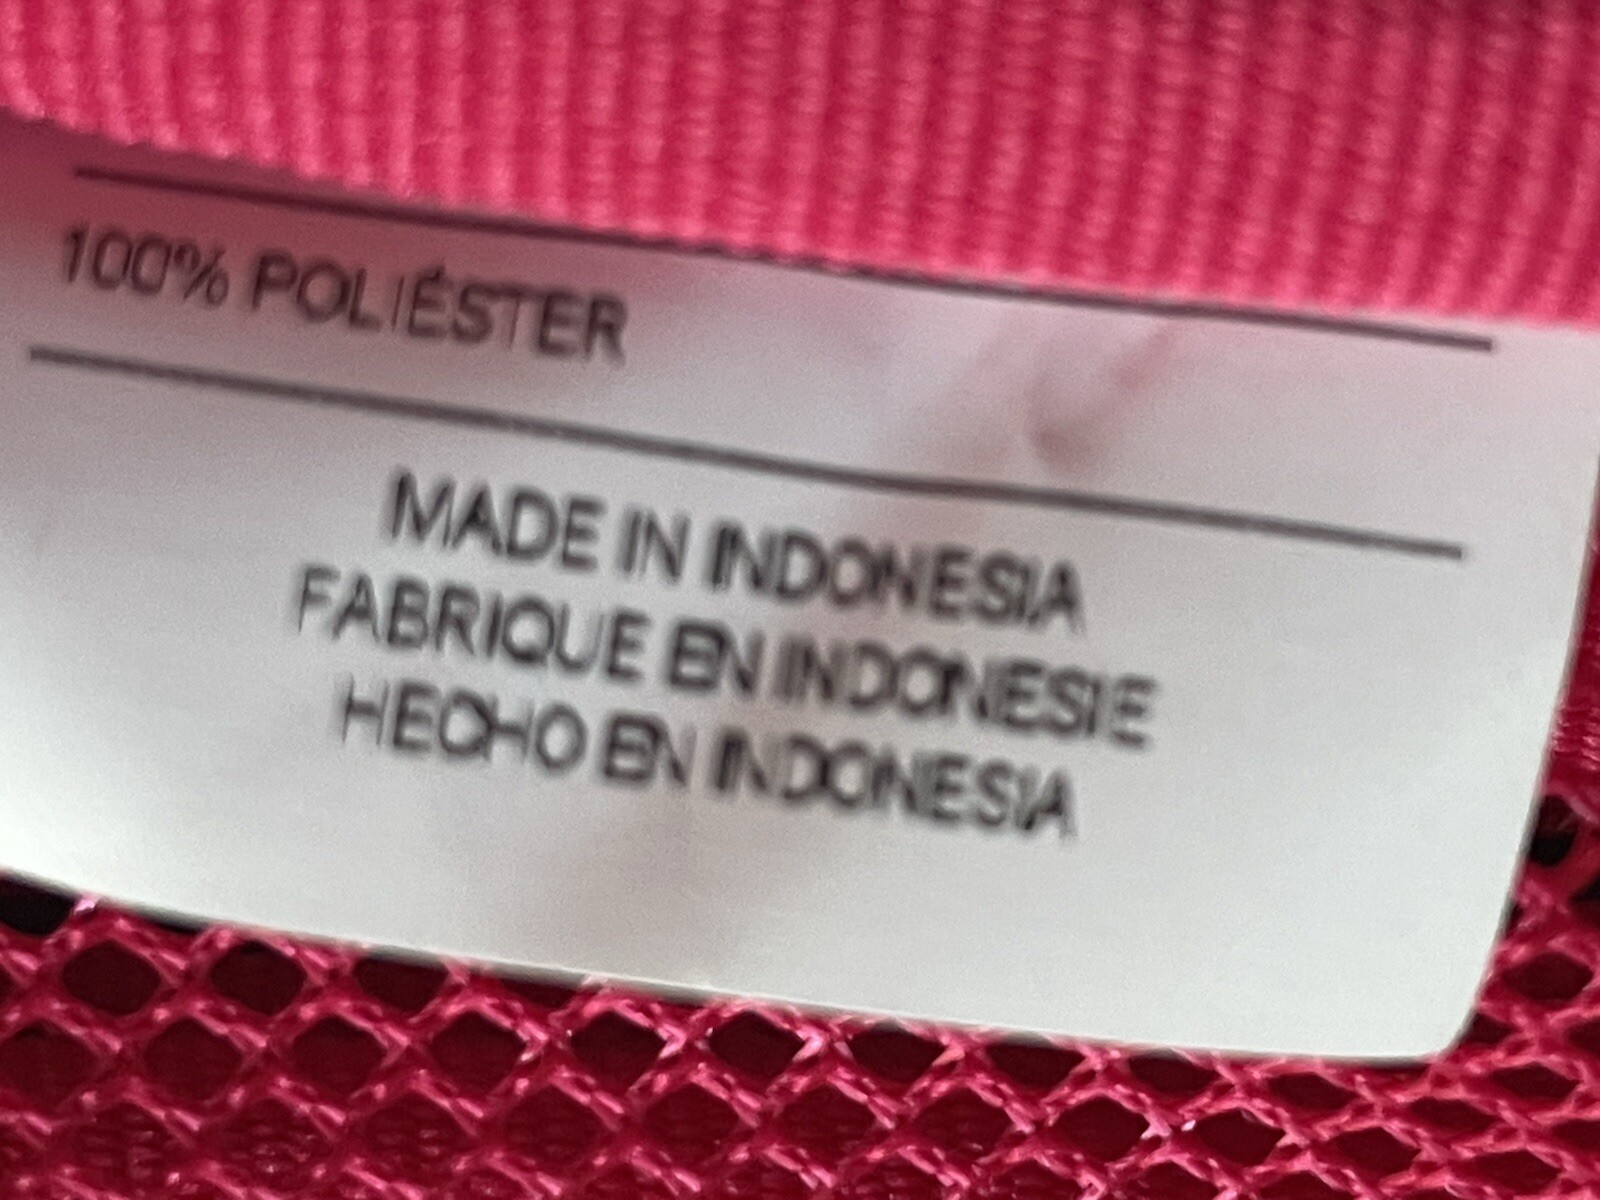 100% POLIÉSTER
MADE IN INDONESIA
FABRIQUE EN INDONESIE
HECHO EN INDONESIA